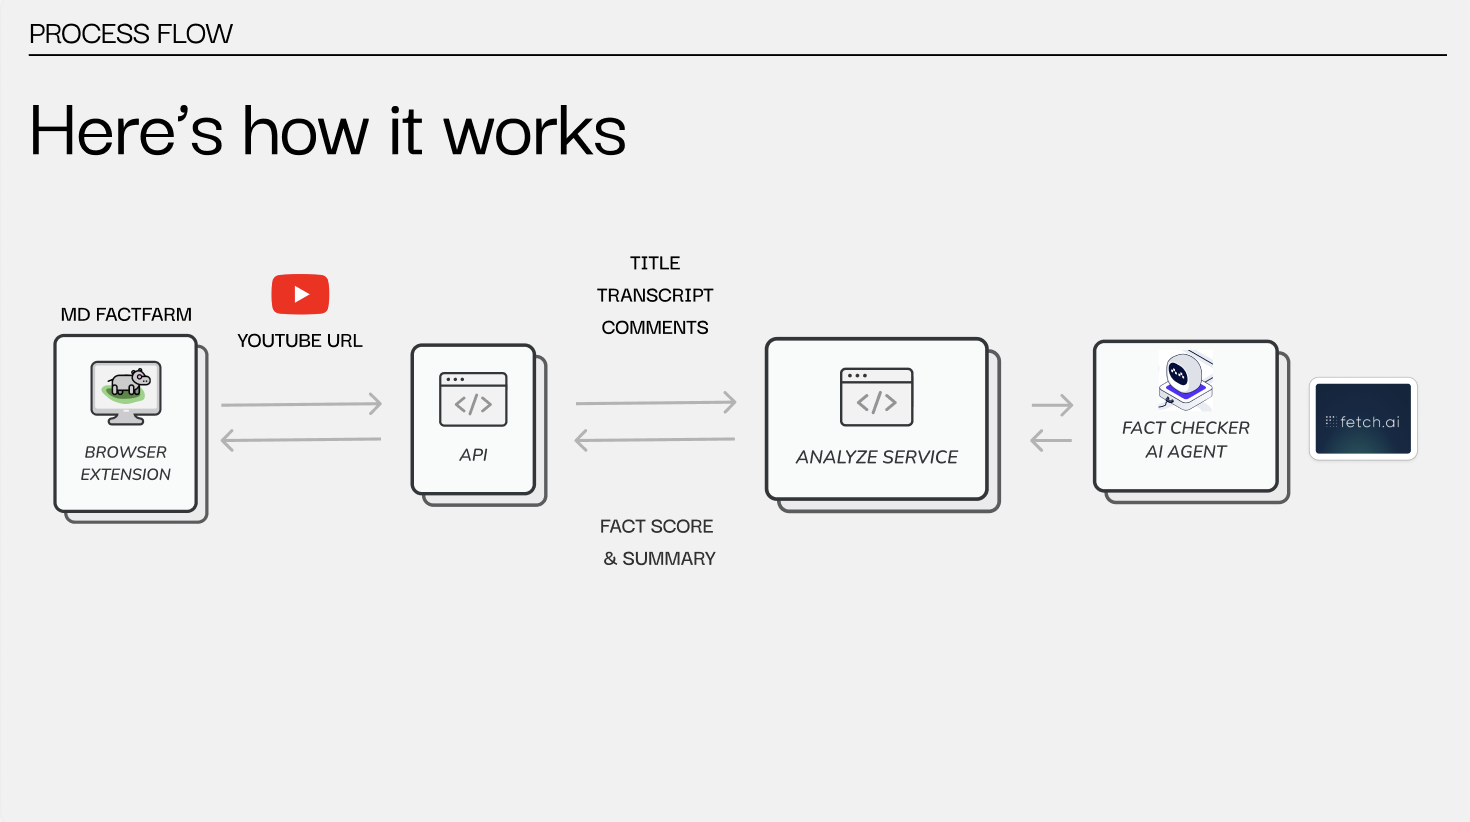 PROCESS FLOW
Here’s how it works
MD FACTFARM
BROWSER
EXTENSION
YOUTUBE URL
</>
API
TITLE
TRANSCRIPT
COMMENTS
FACT SCORE
& SUMMARY
</>
ANALYZE SERVICE
FACT CHECKER
AI AGENT
fetch.ai